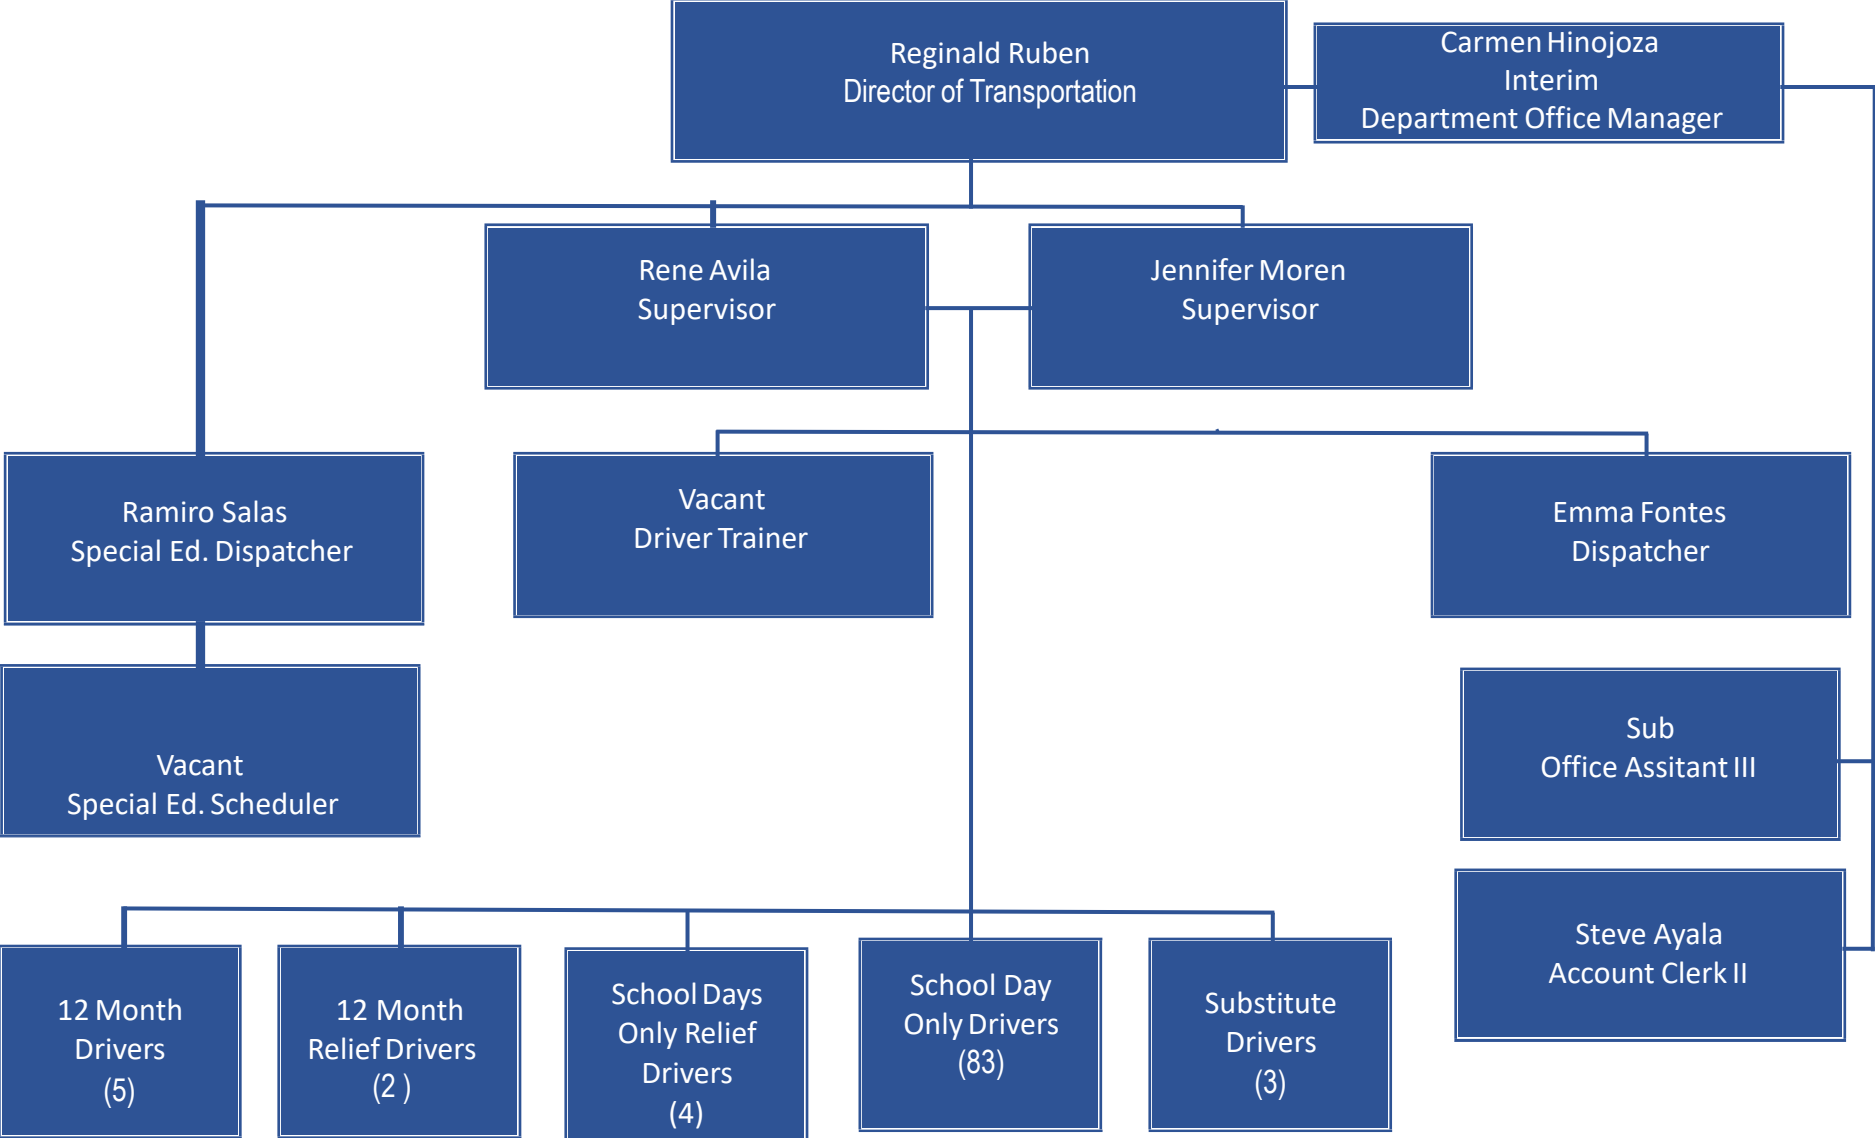 Reginald Ruben
Director of Transportation
Carmen Hinojoza
Interim
Department Office Manager
Rene Avila
Supervisor
Jennifer Moren
Supervisor
Ramiro Salas
Special Ed. Dispatcher
Vacant
Driver Trainer
Emma Fontes
Dispatcher
Vacant
Special Ed. Scheduler
Sub
Office Assitant III
Steve Ayala
Account Clerk II
12 Month
Drivers
(5)
12 Month
Relief Drivers
(2 )
School Days
Only Relief
Drivers
(4)
School Day
Only Drivers
(83)
Substitute
Drivers
(3)